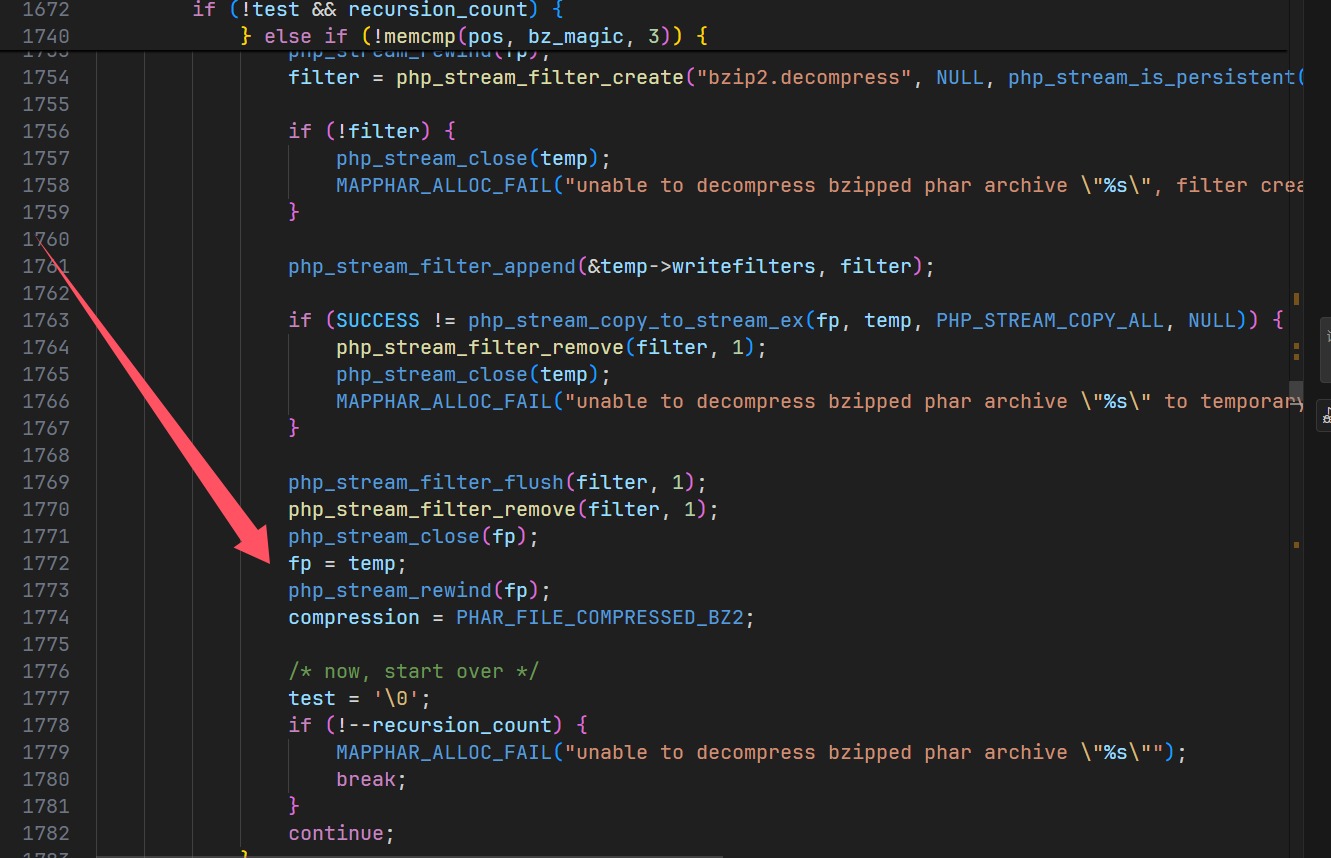 1672 if (!test && recursion_count) {
1740 } else if (!memcmp(pos, bz_magic, 3)) {
php_stream_rewind(fp);
1754 filter = php_stream_filter_create("bzip2.decompress", NULL, php_stream_is_persistent(
1755
1756 if (!filter) {
1757 php_stream_close(temp);
1758 MAPPHAR_ALLOC_FAIL("unable to decompress bzipped phar archive \"%s\", filter
1759 }
1760
1761 php_stream_filter_append(&temp->writefilters, filter);
1762
1763 if (SUCCESS != php_stream_copy_to_stream_ex(fp, temp, PHP_STREAM_COPY_ALL, NULL)) {
1764 php_stream_filter_remove(filter, 1);
1765 php_stream_close(temp);
1766 MAPPHAR_ALLOC_FAIL("unable to decompress bzipped phar archive \"%s\" to
1767 }
1768
1769 php_stream_filter_flush(filter, 1);
1770 php_stream_filter_remove(filter, 1);
1771 php_stream_close(fp);
1772 fp = temp;
1773 php_stream_rewind(fp);
1774 compression = PHAR_FILE_COMPRESSED_BZ2;
1775
1776 /* now, start over */
1777 test = '\0';
1778 if (!--recursion_count) {
1779 MAPPHAR_ALLOC_FAIL("unable to decompress bzipped phar archive \"%s\"");
1780 break;
1781 }
1782 continue;
1783 }